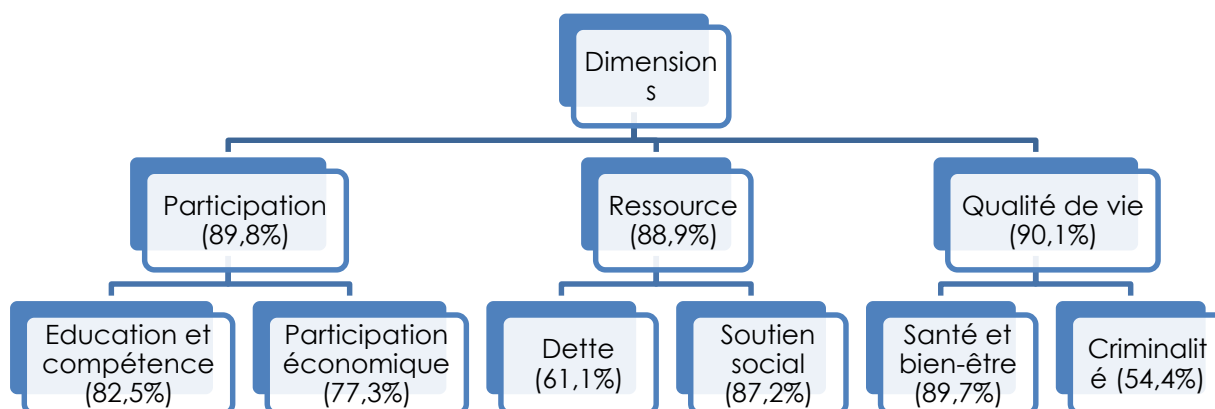 Dimension
s
Participation
(89,8%)
Ressource
(88,9%)
Qualité de vie
(90,1%)
Education et
compétence
(82,5%)
Participation
économique
(77,3%)
Dette
(61,1%)
Soutien
social
(87,2%)
Santé et
bien-être
(89,7%)
Criminalit
é (54,4%)